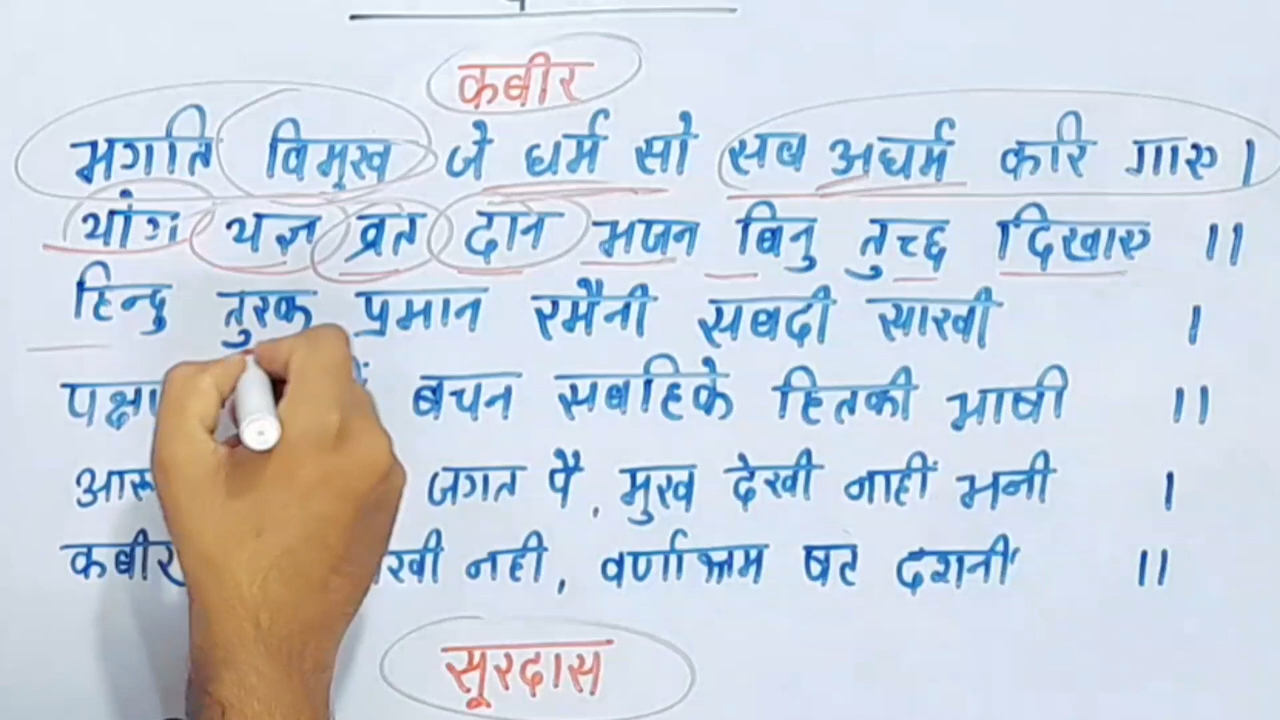 कबीर
भगति विमुख जे धर्म सो सब अधर्म करि गाए ।
योग यज्ञ व्रत दान भजन बिनु तुच्छ दिखाए ॥
हिन्दु तुरक प्रमान रमैनी सबदी साखी ।
बचन सबहिके हितकी भाषी ॥
जगत पै, मुख देखी नाहीं भनी ।
कबीर नही, वर्णाश्रम षट दर्शनी ॥
सूरदास